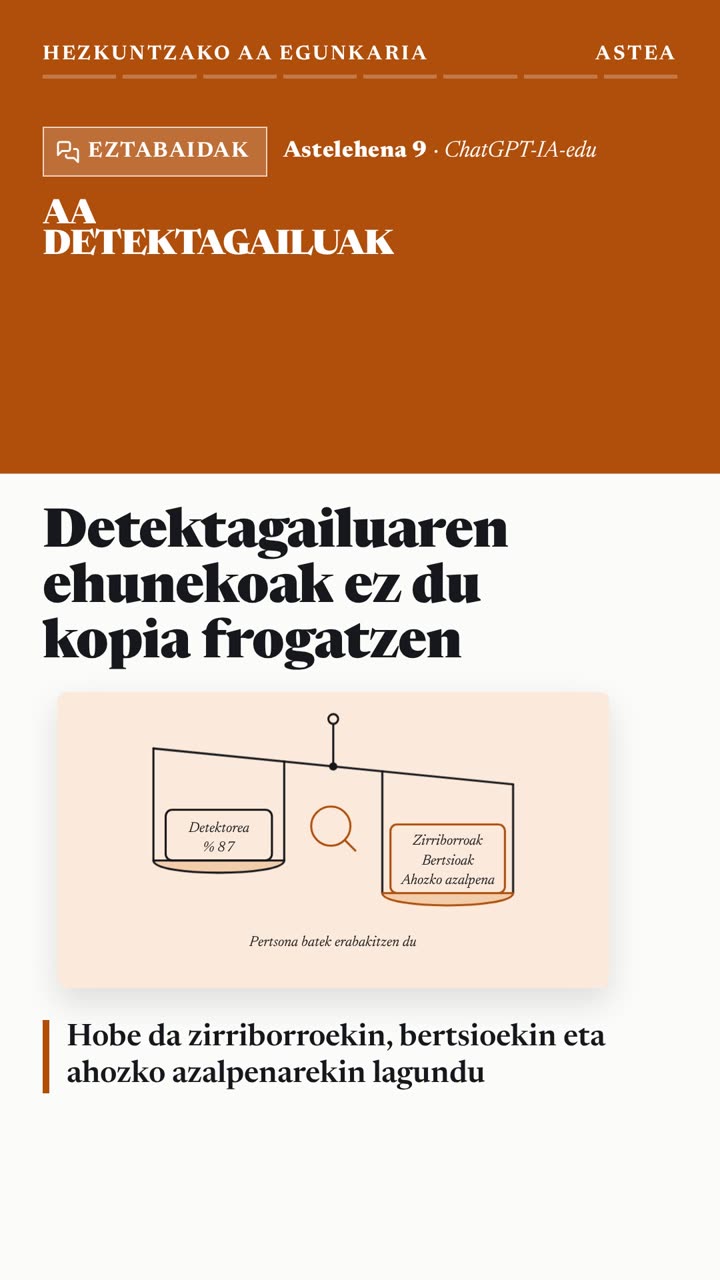 HEZKUNTZAKO AA EGUNKARIA
ASTEA
EZTABAIDAK
Astelehena 9 · ChatGPT-IA-edu
AA
DETEKTAGAILUAK
Detektagailuaren
ehunekoak ez du
kopia frogatzen
Detektorea
% 87
Zirriborroak
Bertsioak
Ahozko azalpena
Pertsona batek erabakitzen du
Hobe da zirriborroekin, bertsioekin eta
ahozko azalpenarekin lagundu